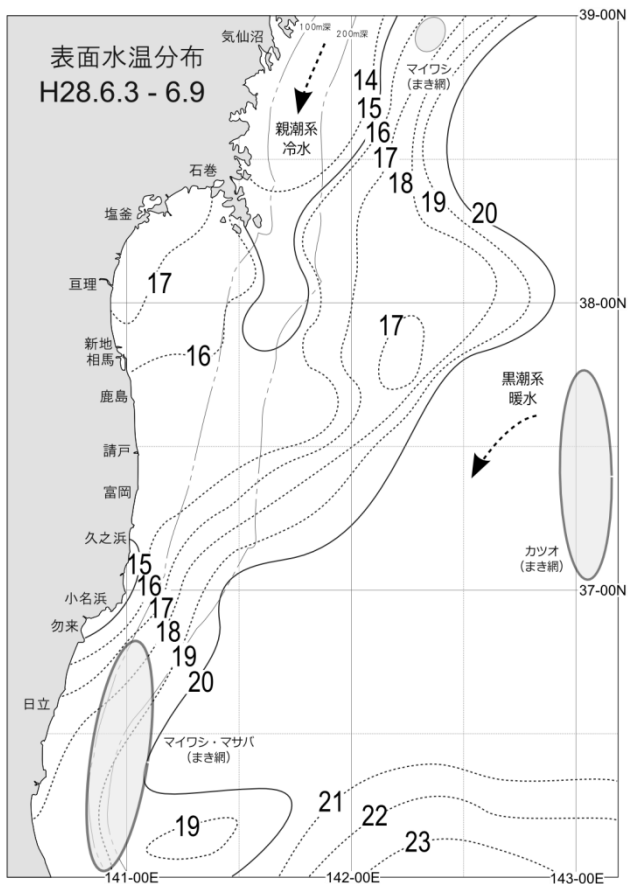 表面水温分布
H28.6.3 - 6.9
気仙沼
100m深
200m深
39-00N
マイワシ
(まき網)
親潮系
冷水
14
15
16
17
18
19
20
石巻
塩釜
亘理
17
38-00N
新地
相馬
16
17
鹿島
黒潮系
暖水
請戸
富岡
久之浜
カツオ
(まき網)
15
16
17
18
19
20
37-00N
小名浜
勿来
日立
マイワシ・マサバ
(まき網)
19
21
22
23
141-00E
142-00E
143-00E